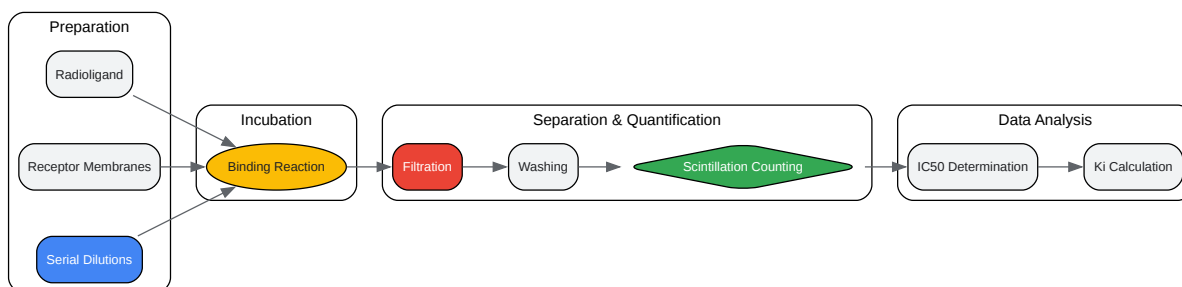 Preparation
Radioligand
Receptor Membranes
Serial Dilutions
Incubation
Binding Reaction
Separation & Quantification
Filtration
Washing
Scintillation Counting
Data Analysis
IC50 Determination
Ki Calculation